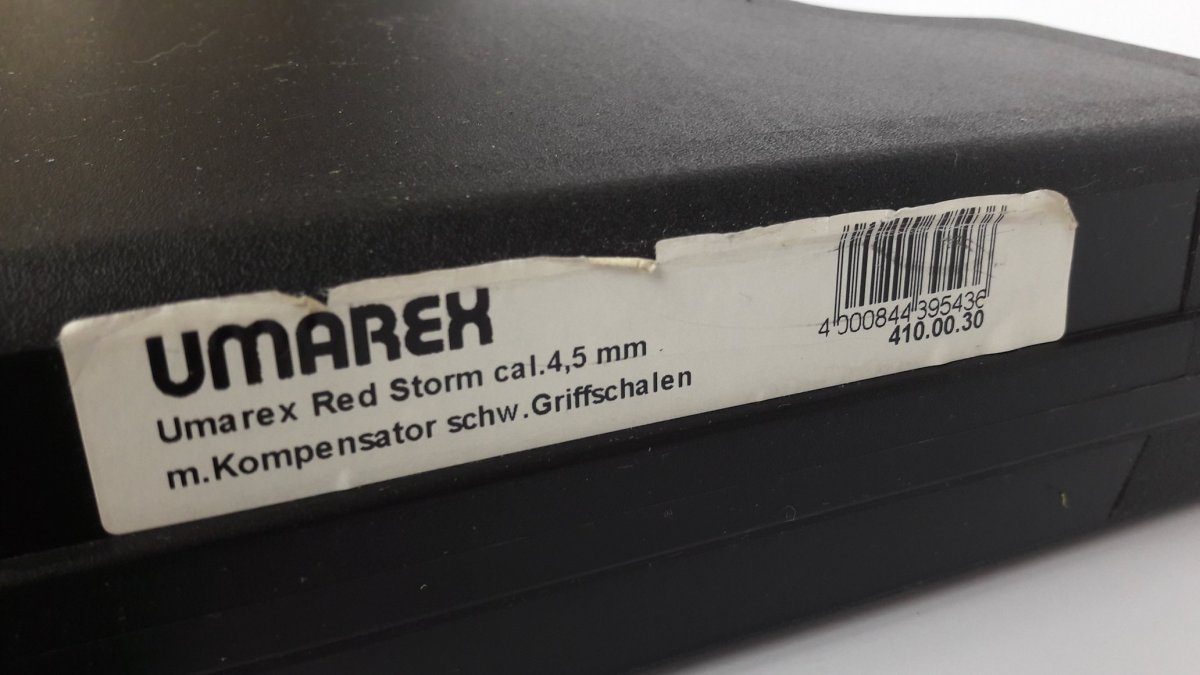 UMAREX
Umarex Red Storm cal.4,5 mm
m.Kompensator schw.Griffschalen
4 000844 395436
410.00.30